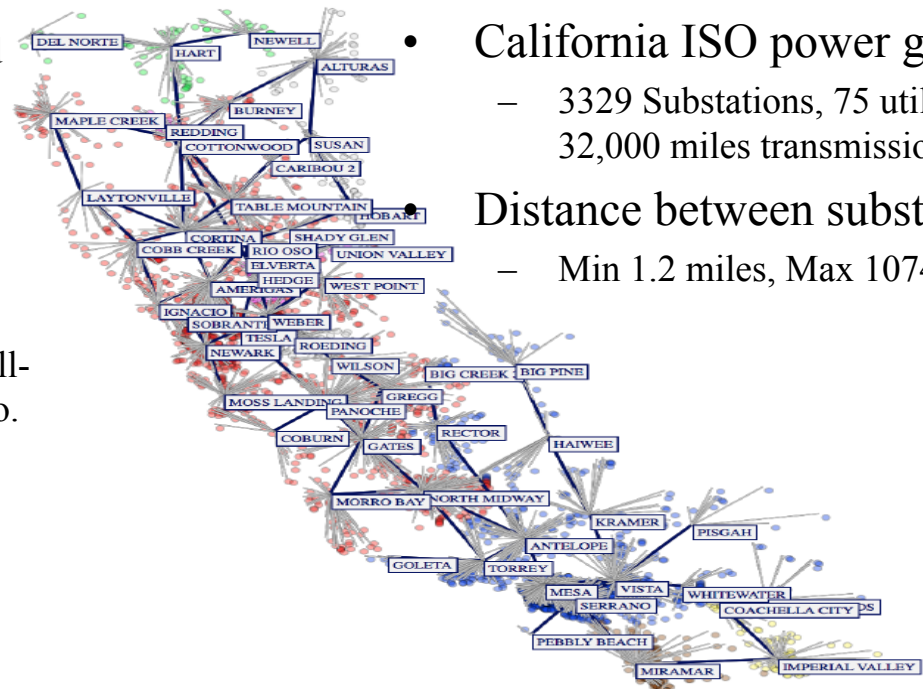 • California ISO power g
– 3329 Substations, 75 util
32,000 miles transmissio
• Distance between subst
– Min 1.2 miles, Max 1074
ll-
o.
DEL NORTE
HART
NEWELL
ALTURAS
MAPLE CREEK
BURNEY
REDDING
COTTONWOOD
SUSAN
CARIBOU 2
LAYTONVILLE
TABLE MOUNTAIN
HOBART
CORTINA
SHADY GLEN
COBB CREEK
RIO OSO
UNION VALLEY
ELVERTA
HEDGE
WEST POINT
IGNACIO
SOBRANTE
WEBER
TESLA
NEWARK
ROEDING
WILSON
BIG CREEK
BIG PINE
MOSS LANDING
GREGG
PANOCHE
COBURN
RECTOR
GATES
HAIWEE
MORRO BAY
NORTH MIDWAY
KRAMER
PISGAH
ANTELOPE
GOLETA
TORREY
MESA
VISTA
WHITEWATER
SERRANO
COACHELLA CITY
DS
PEBBLY BEACH
MIRAMAR
IMPERIAL VALLEY